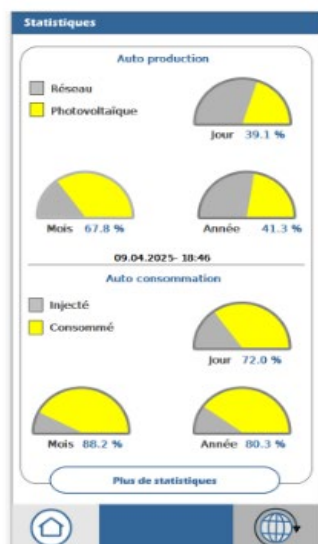 Statistiques
Auto production
Réseau
Photovoltaïque
Jour 39.1 %
Mois 67.8 %
Année 41.3 %
09.04.2025- 18:46
Auto consommation
Injecté
Consommé
Jour 72.0 %
Mois 88.2 %
Année 80.3 %
Plus de statistiques